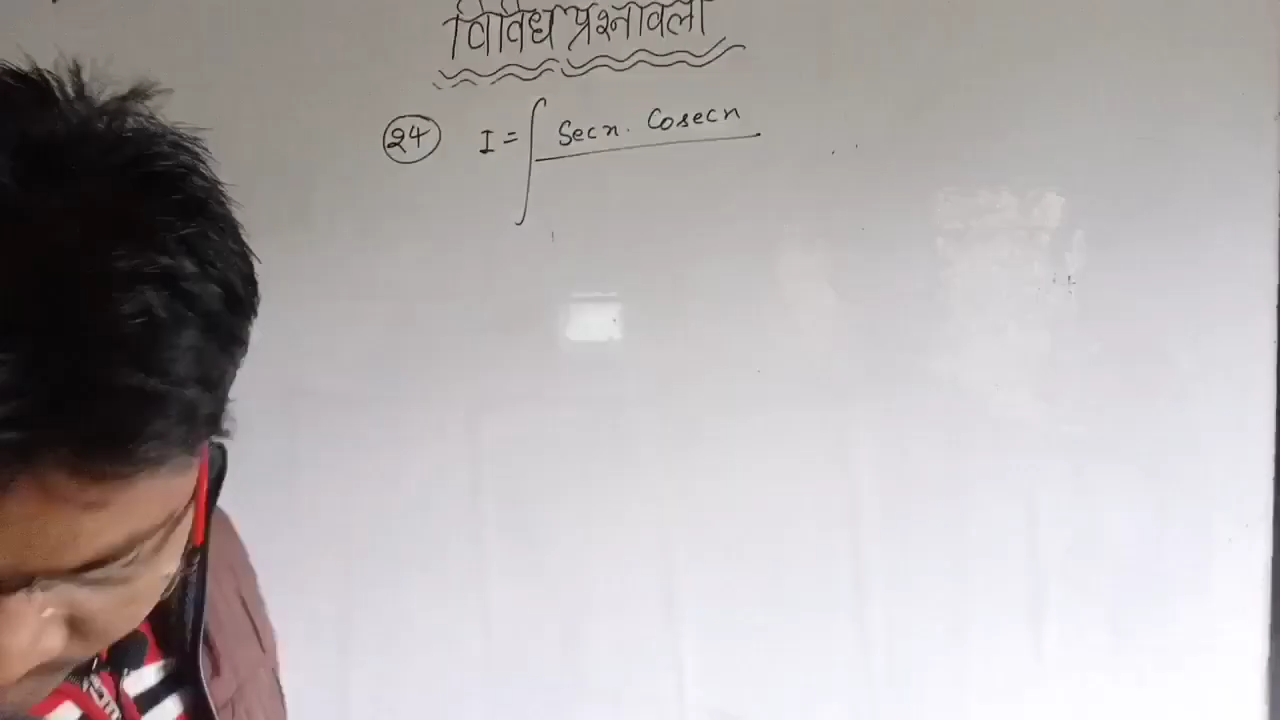 विविध प्रश्नावली
24 I = ∫ Secx. Cosecx